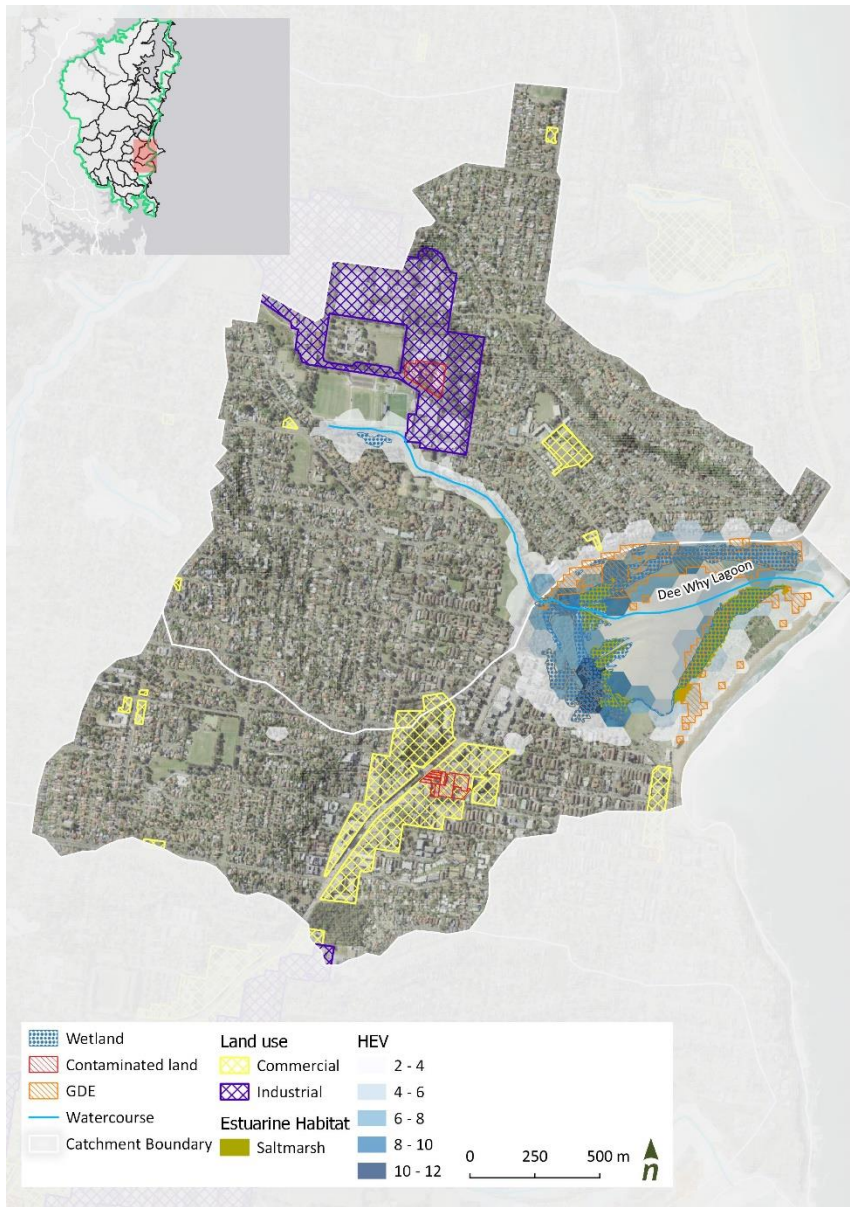 Dee Why Lagoon
Wetland
Contaminated land
GDE
Watercourse
Catchment Boundary
Land use
Commercial
Industrial
Estuarine Habitat
Saltmarsh
HEV
2 - 4
4 - 6
6 - 8
8 - 10
10 - 12
0 250 500 m
n